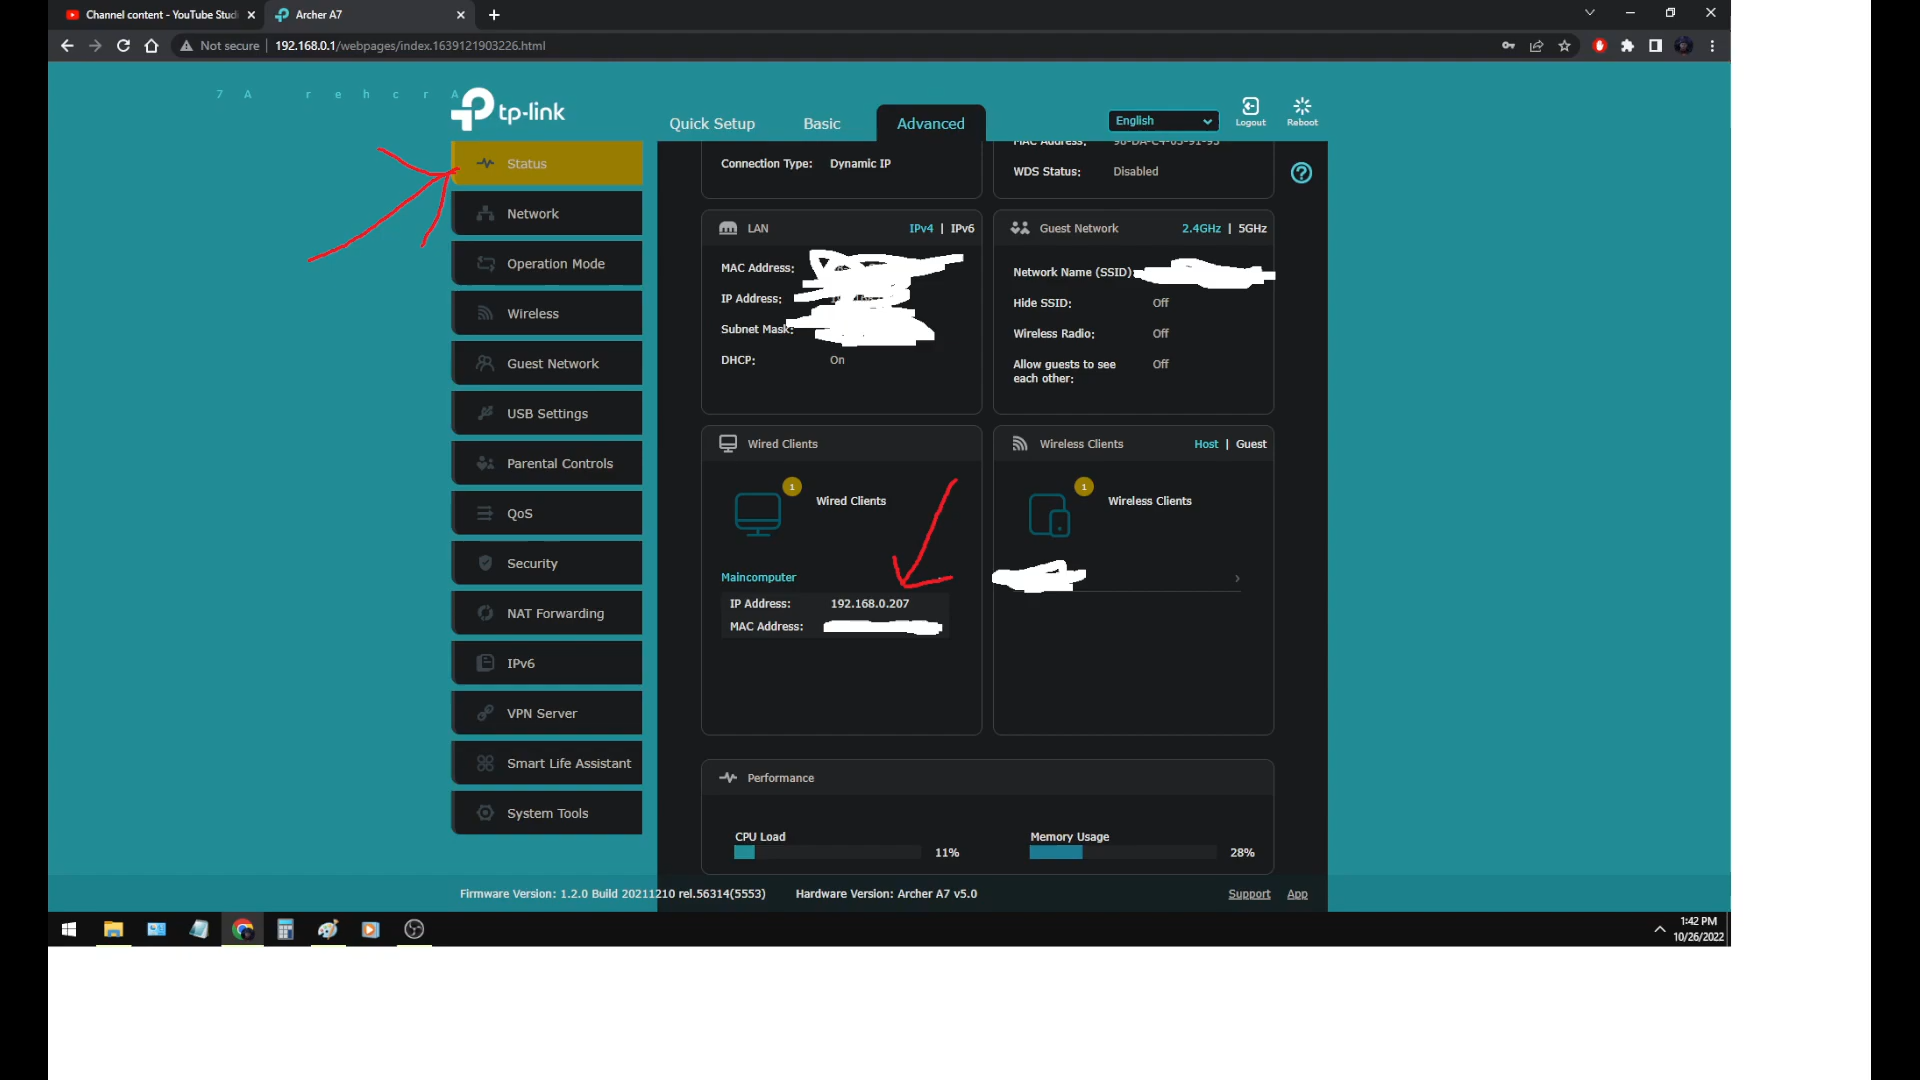 Channel content - YouTube Studi
Archer A7
Not secure
192.168.0.1/webpages/index.1639121903226.html
7 A r e h c r A
tp-link
Quick Setup
Basic
Advanced
English
Logout
Reboot
Status
Network
Operation Mode
Wireless
Guest Network
USB Settings
Parental Controls
QoS
Security
NAT Forwarding
IPv6
VPN Server
Smart Life Assistant
System Tools
Connection Type: Dynamic IP
MAC Address:
WDS Status: Disabled
LAN IPv4 | IPv6
MAC Address:
IP Address:
Subnet Mask:
DHCP: On
Guest Network 2.4GHz | 5GHz
Network Name (SSID)
Hide SSID: Off
Wireless Radio: Off
Allow guests to see Off
each other:
Wired Clients
1
Wired Clients
Maincomputer
IP Address: 192.168.0.207
MAC Address:
Wireless Clients Host | Guest
1
Wireless Clients
Performance
CPU Load
11%
Memory Usage
28%
Firmware Version: 1.2.0 Build 20211210 rel.56314(5553) Hardware Version: Archer A7 v5.0
Support App
1:42 PM
10/26/2022